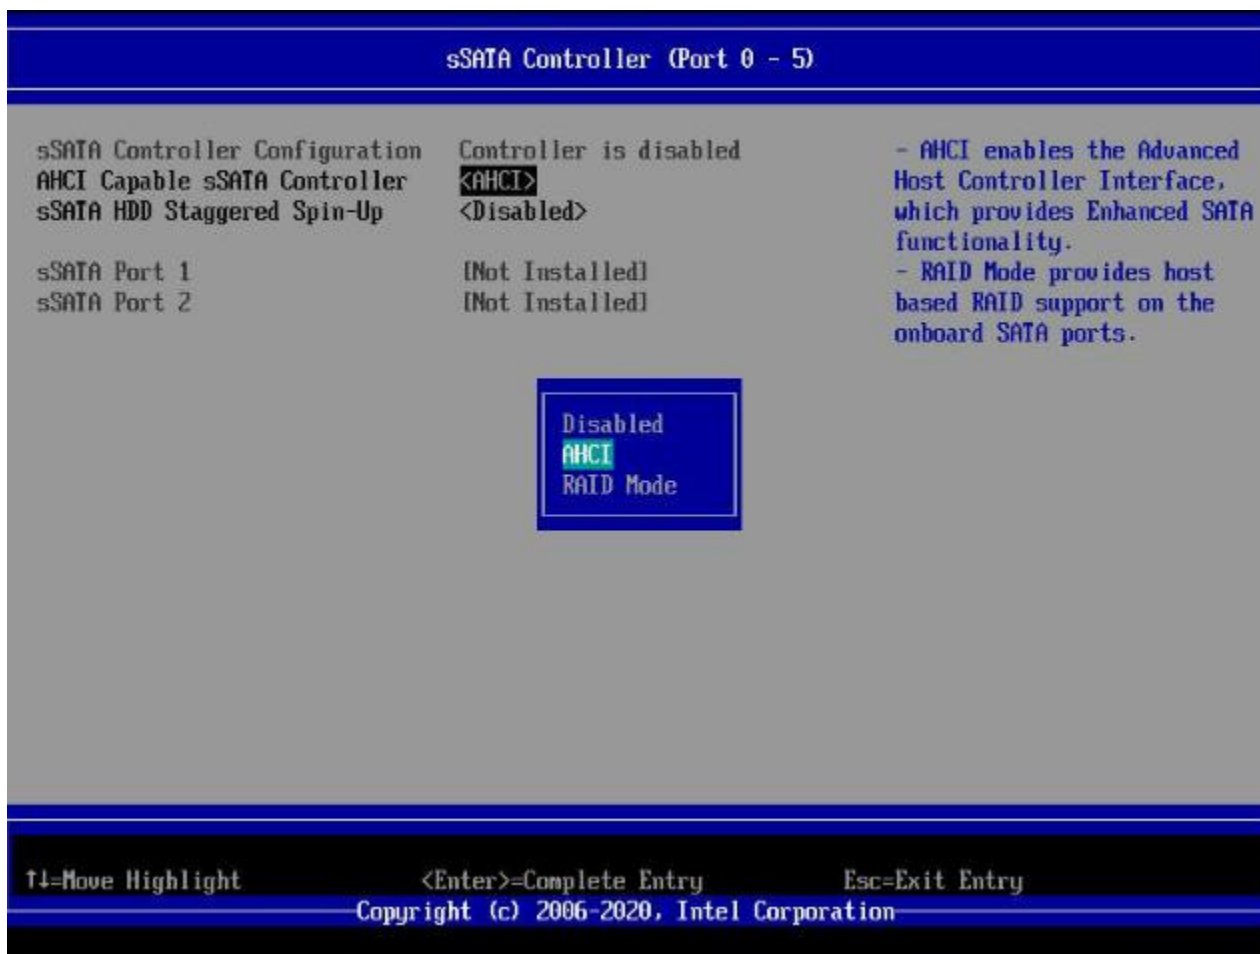 sSATA Controller (Port 0 - 5)
sSATA Controller Configuration Controller is disabled
AHCI Capable sSATA Controller <AHCI>
sSATA HDD Staggered Spin-Up <Disabled>
sSATA Port 1 [Not Installed]
sSATA Port 2 [Not Installed]
- AHCI enables the Advanced
Host Controller Interface,
which provides Enhanced SATA
functionality.
- RAID Mode provides host
based RAID support on the
onboard SATA ports.
Disabled
AHCI
RAID Mode
↑↓=Move Highlight <Enter>=Complete Entry Esc=Exit Entry
Copyright (c) 2006-2020, Intel Corporation